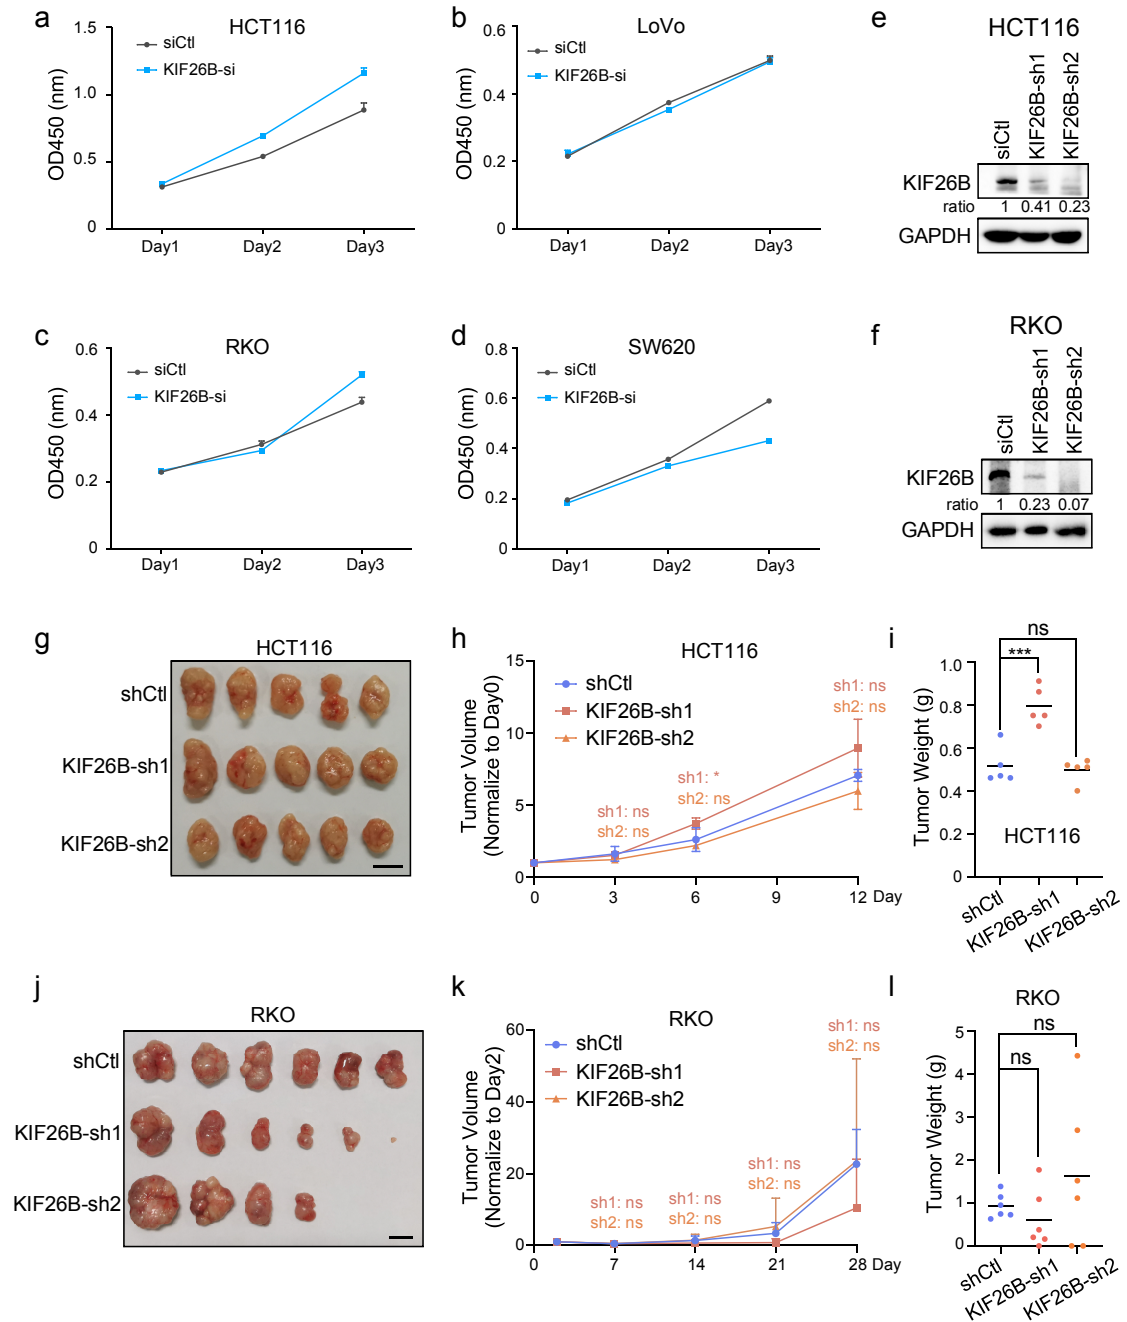 a
HCT116
1.5
1.0
0.5
0
OD450 (nm)
siCtl
KIF26B-si
Day1
Day2
Day3
b
LoVo
0.6
0.4
0.2
0
OD450 (nm)
siCtl
KIF26B-si
Day1
Day2
Day3
e
HCT116
siCtl
KIF26B-sh1
KIF26B-sh2
KIF26B
ratio 1 0.41 0.23
GAPDH
c
RKO
0.6
0.4
0.2
0
OD450 (nm)
siCtl
KIF26B-si
Day1
Day2
Day3
d
SW620
0.8
0.6
0.4
0.2
0
OD450 (nm)
siCtl
KIF26B-si
Day1
Day2
Day3
f
RKO
siCtl
KIF26B-sh1
KIF26B-sh2
KIF26B
ratio 1 0.23 0.07
GAPDH
g
HCT116
shCtl
KIF26B-sh1
KIF26B-sh2
h
HCT116
15
10
5
0
Tumor Volume
(Normalize to Day0)
shCtl
KIF26B-sh1
KIF26B-sh2
sh1: ns
sh2: ns
sh1: *
sh2: ns
sh1: ns
sh2: ns
0 3 6 9 12 Day
i
ns
***
1.0
0.8
0.6
0.4
0.2
0
Tumor Weight (g)
HCT116
shCtl
KIF26B-sh1
KIF26B-sh2
j
RKO
shCtl
KIF26B-sh1
KIF26B-sh2
k
RKO
60
40
20
0
Tumor Volume
(Normalize to Day2)
shCtl
KIF26B-sh1
KIF26B-sh2
sh1: ns
sh2: ns
sh1: ns
sh2: ns
sh1: ns
sh2: ns
sh1: ns
sh2: ns
0 7 14 21 28 Day
l
RKO
ns
ns
5
4
3
2
1
0
Tumor Weight (g)
shCtl
KIF26B-sh1
KIF26B-sh2